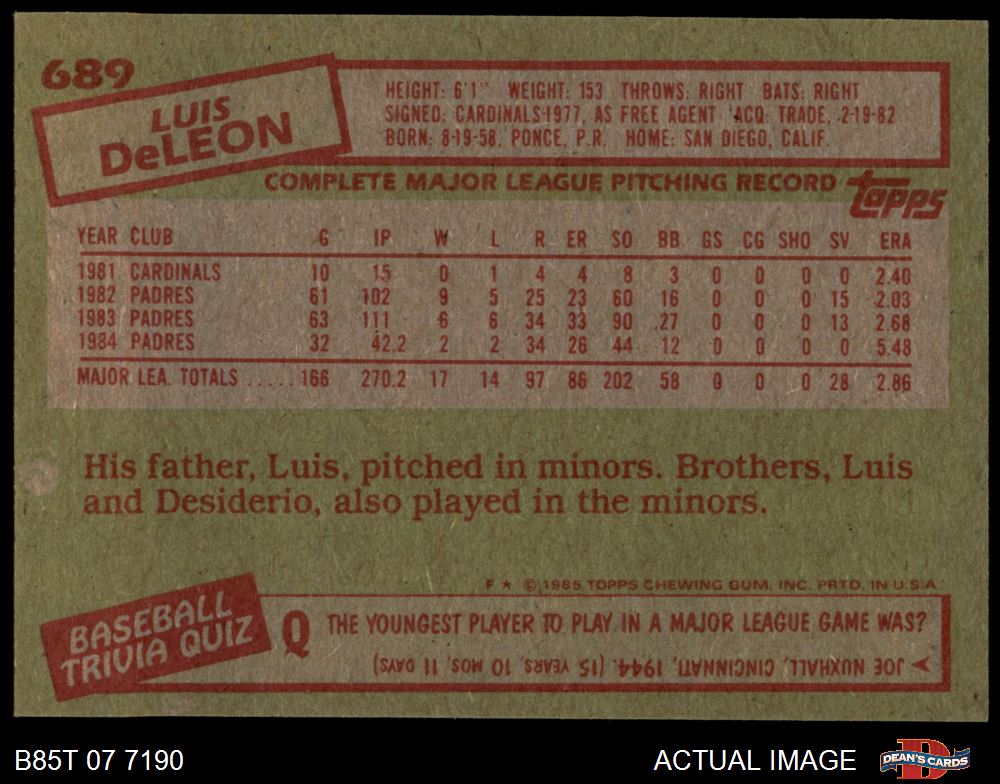 689
LUIS
DeLEON
HEIGHT: 6'1" WEIGHT: 153 THROWS: RIGHT BATS: RIGHT
SIGNED: CARDINALS-1977, AS FREE AGENT ACQ: TRADE, 2-19-82
BORN: 8-19-58, PONCE, P.R. HOME: SAN DIEGO, CALIF.
COMPLETE MAJOR LEAGUE PITCHING RECORD
topps
YEAR CLUB G IP W L R ER SO BB GS CG SHO SV ERA
1981 CARDINALS 10 15 0 1 4 4 8 3 0 0 0 0 2.40
1982 PADRES 61 102 9 5 25 23 60 16 0 0 0 15 2.03
1983 PADRES 63 111 6 6 34 33 90 27 0 0 0 13 2.68
1984 PADRES 32 42.2 2 2 34 26 44 12 0 0 0 0 5.48
MAJOR LEA. TOTALS ..... 166 270.2 17 14 97 86 202 58 0 0 0 28 2.86
His father, Luis, pitched in minors. Brothers, Luis
and Desiderio, also played in the minors.
F ★ © 1985 TOPPS CHEWING GUM, INC. PRTD. IN U.S.A.
BASEBALL
TRIVIA QUIZ
Q THE YOUNGEST PLAYER TO PLAY IN A MAJOR LEAGUE GAME WAS?
JOE NUXHALL, CINCINNATI, 1944. (15 YEARS, 10 MOS, 11 DAYS)
B85T 07 7190
ACTUAL IMAGE
DEAN'S CARDS